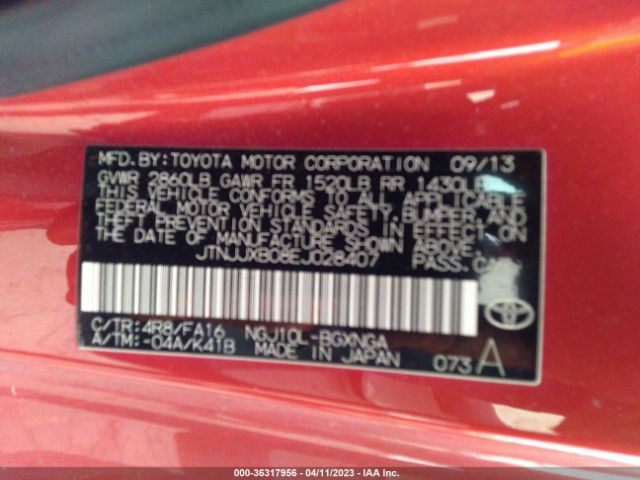 MFD. BY: TOYOTA MOTOR CORPORATION 09/13
GVWR 2860LB GAWR FR 1520LB RR 1430LB
THIS VEHICLE CONFORMS TO ALL APPLICABLE
FEDERAL MOTOR VEHICLE SAFETY, BUMPER, AND
THEFT PREVENTION STANDARDS IN EFFECT ON
THE DATE OF MANUFACTURE SHOWN ABOVE.
JTNJJXB08EJ028407 PASS. CAR
C/TR: 4R8/FA16 NGJ10L-BGXNGA
A/TM: -04A/K41B MADE IN JAPAN 073 A
000-36317956 - 04/11/2023 - IAA Inc.